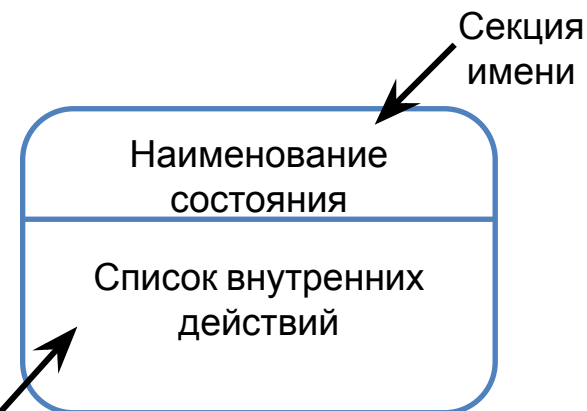 Секция
имени
Наименование
состояния
Список внутренних
действий